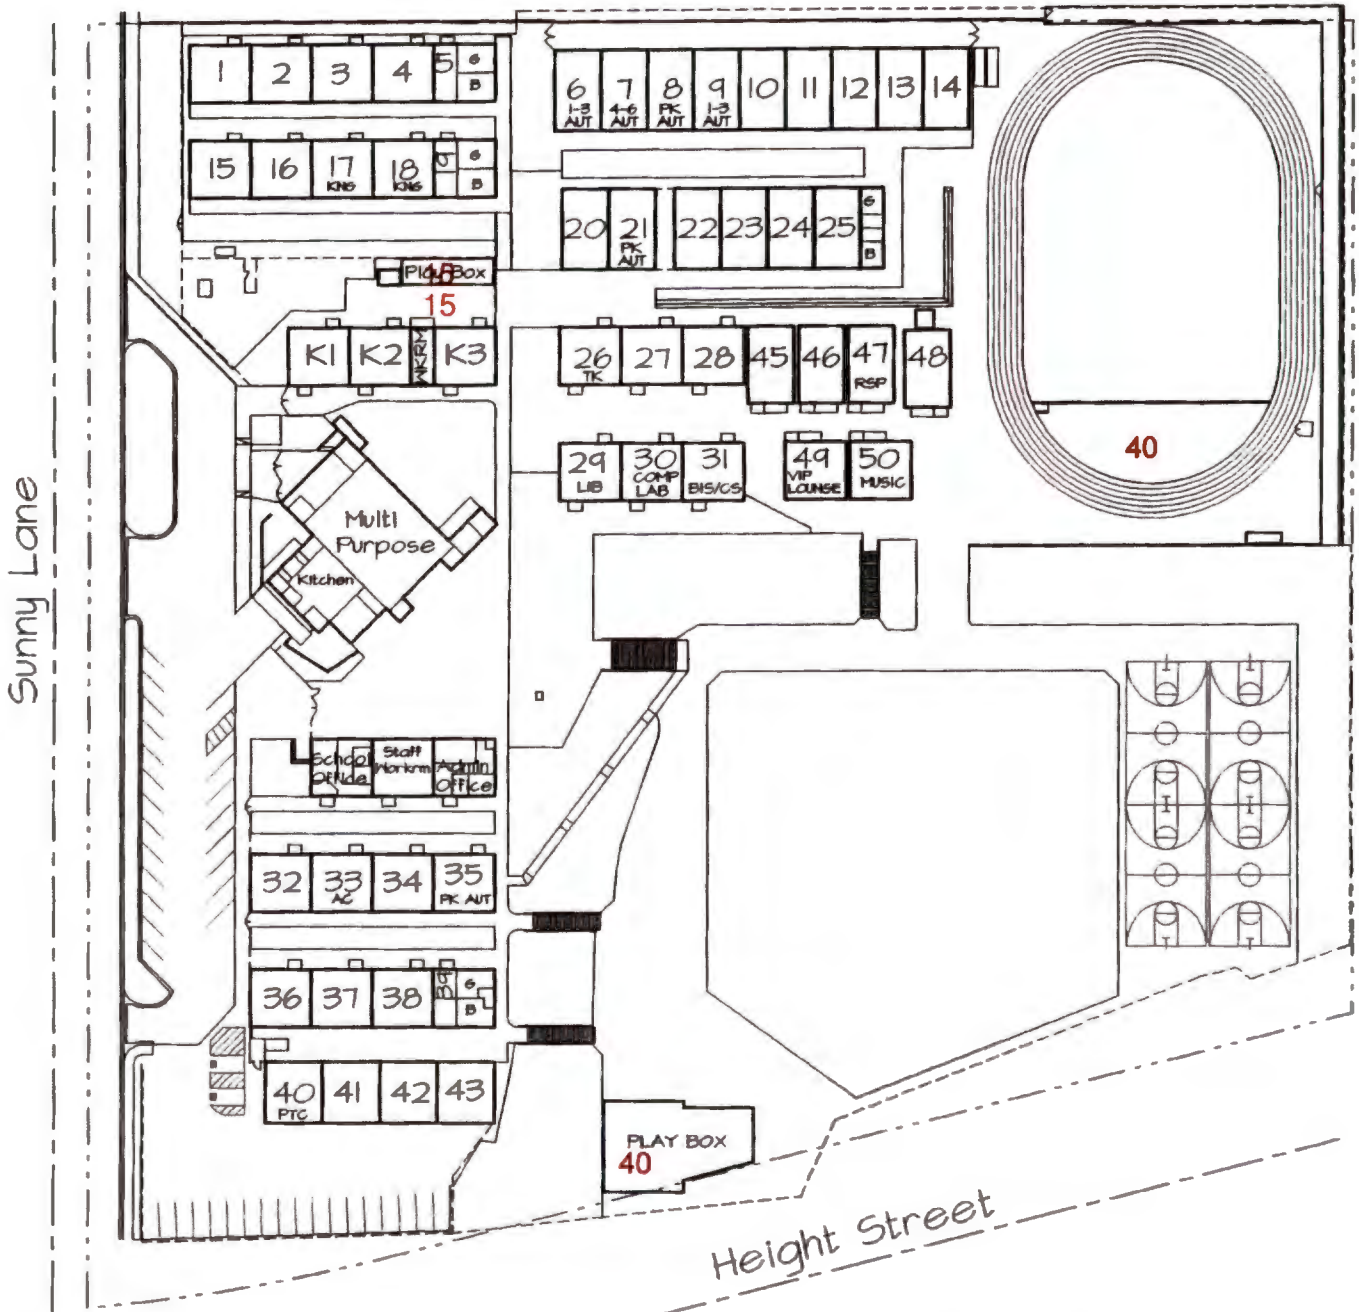 1 2 3 4 5 G
B
6 7 8 9 10 11 12 13 14
1-3 4-6 PK 1-3
AUT AUT AUT AUT
15 16 17 18 19 G
KNG KNG B
20 21 22 23 24 25 G
PK
AUT B
Play Box
15
15
K1 K2 WKRM K3
26 27 28 45 46 47 48
TK RSP
40
29 30 31 49 50
LIB COMP LAB BIS/CS VIP LOUNGE MUSIC
Multi
Purpose
Kitchen
Sunny Lane
School Office
Staff Workrm
Admin Office
32 33 34 35
AC PK AUT
36 37 38 39 G
B
40 41 42 43
PTC
PLAY BOX
40
Height Street